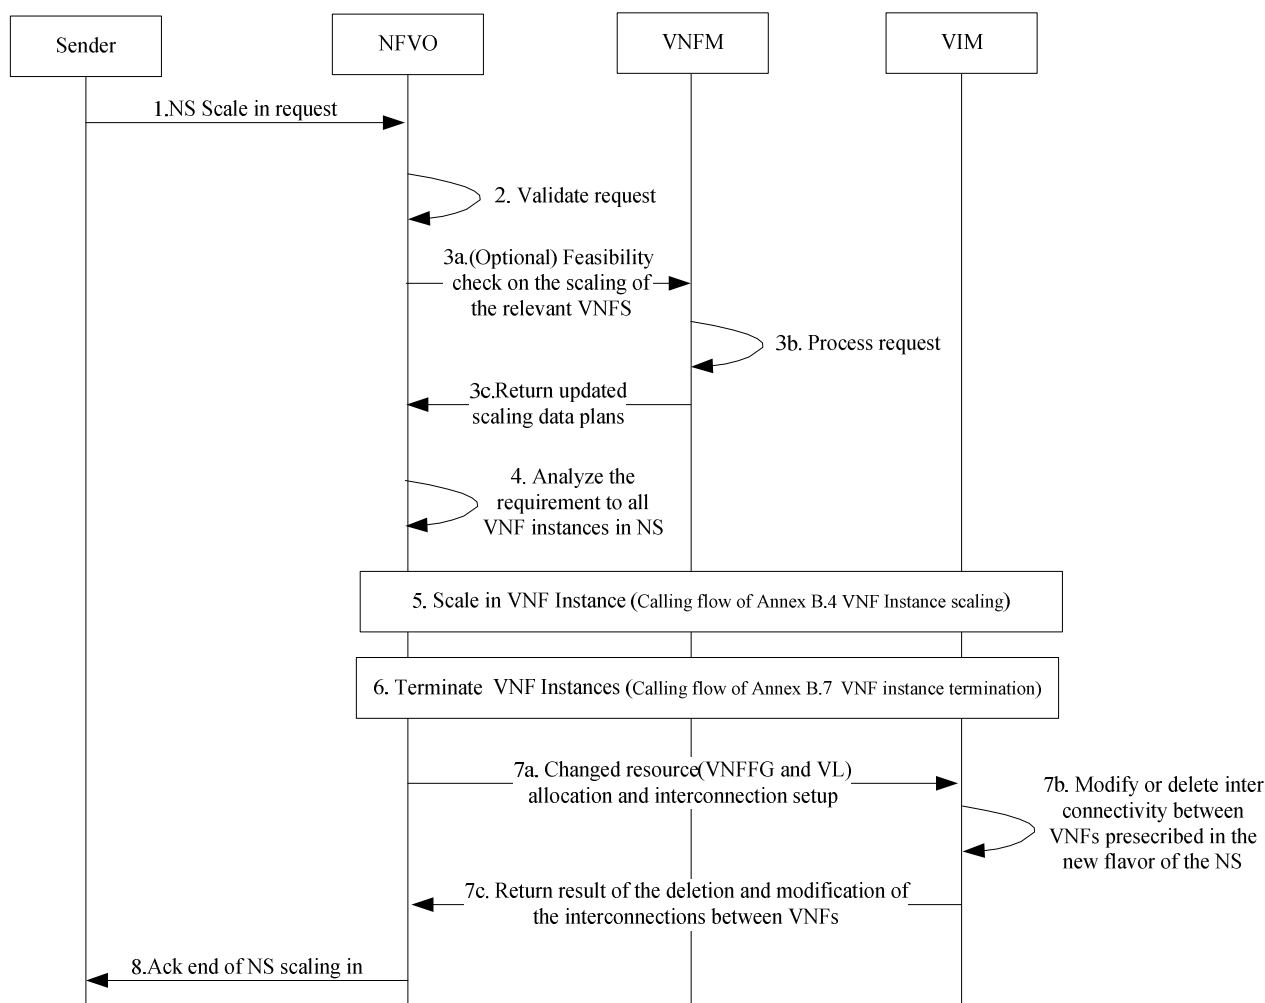 Sender
NFVO
VNFM
VIM
1.NS Scale in request
2. Validate request
3a.(Optional) Feasibility
check on the scaling of
the relevant VNFS
3b. Process request
3c.Return updated
scaling data plans
4. Analyze the
requirement to all
VNF instances in NS
5. Scale in VNF Instance (Calling flow of Annex B.4 VNF Instance scaling)
6. Terminate VNF Instances (Calling flow of Annex B.7 VNF instance termination)
7a. Changed resource(VNFFG and VL)
allocation and interconnection setup
7b. Modify or delete inter
connectivity between
VNFs presecribed in the
new flavor of the NS
7c. Return result of the deletion and modification of
the interconnections between VNFs
8.Ack end of NS scaling in